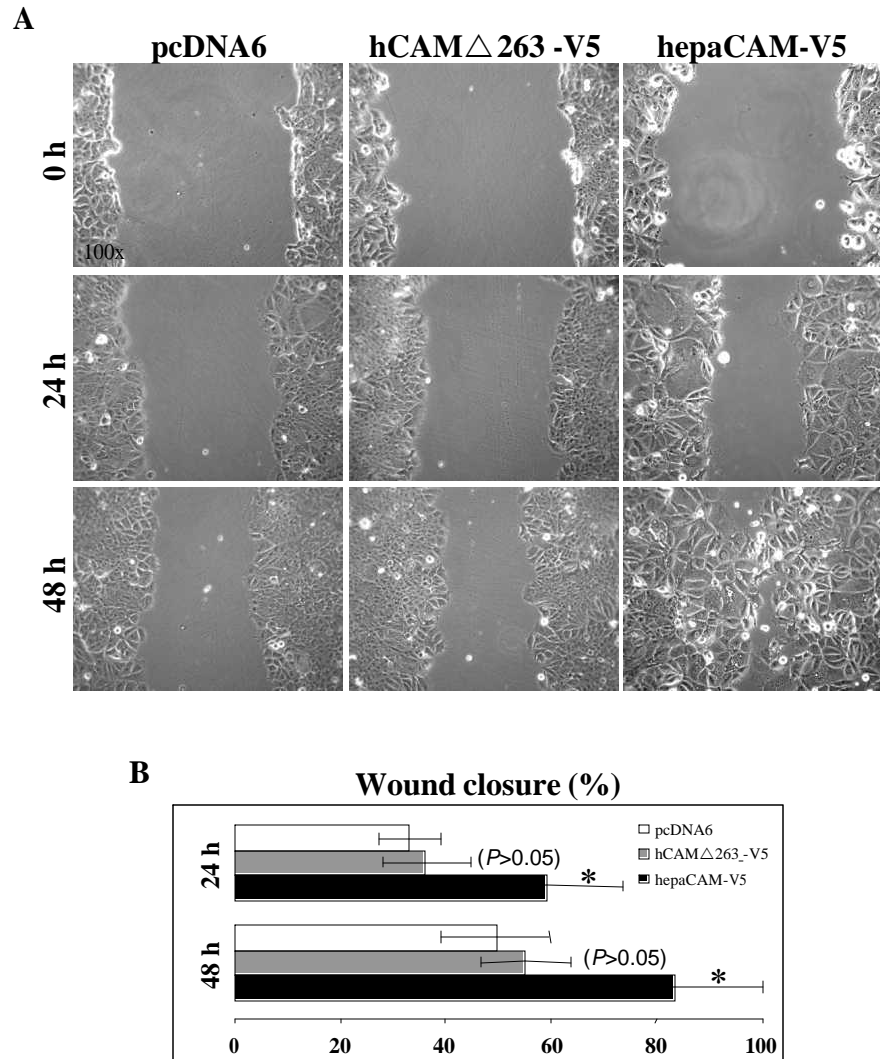 A
pcDNA6
hCAM△263 -V5
hepaCAM-V5
0 h
100x
24 h
48 h
B
Wound closure (%)
24 h
(P>0.05)
*
pcDNA6
hCAM△263 -V5
hepaCAM-V5
48 h
(P>0.05)
*
0 20 40 60 80 100